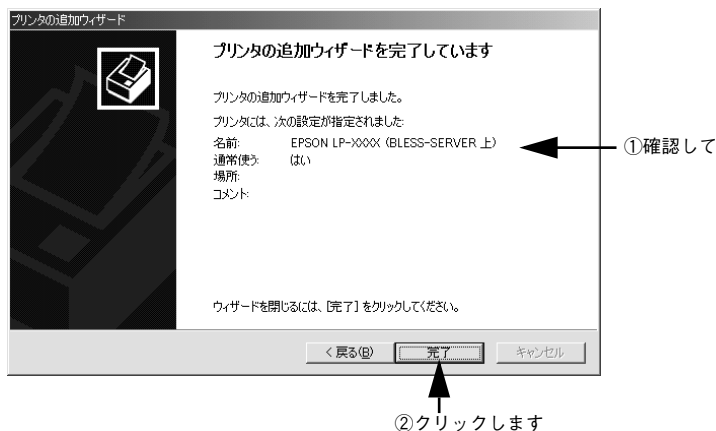 プリンタの追加ウィザード
プリンタの追加ウィザードを完了しています
プリンタの追加ウィザードを完了しました。
プリンタには、次の設定が指定されました:
名前: EPSON LP-XXXX (BLESS-SERVER 上)
①確認して
通常使う: はい
場所:
コメント:
ウィザードを閉じるには、[完了] をクリックしてください。
< 戻る(B) 完了 キャンセル
②クリックします